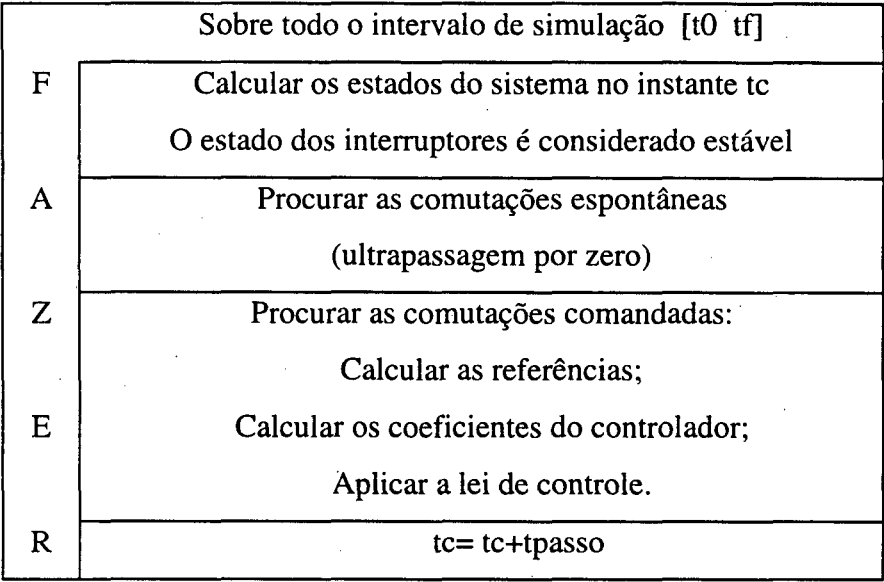 Sobre todo o intervalo de simulação [t0 tf]
F Calcular os estados do sistema no instante tc
O estado dos interruptores é considerado estável
A Procurar as comutações espontâneas
(ultrapassagem por zero)
Z Procurar as comutações comandadas:
Calcular as referências;
E Calcular os coeficientes do controlador;
Aplicar a lei de controle.
R tc= tc+tpasso